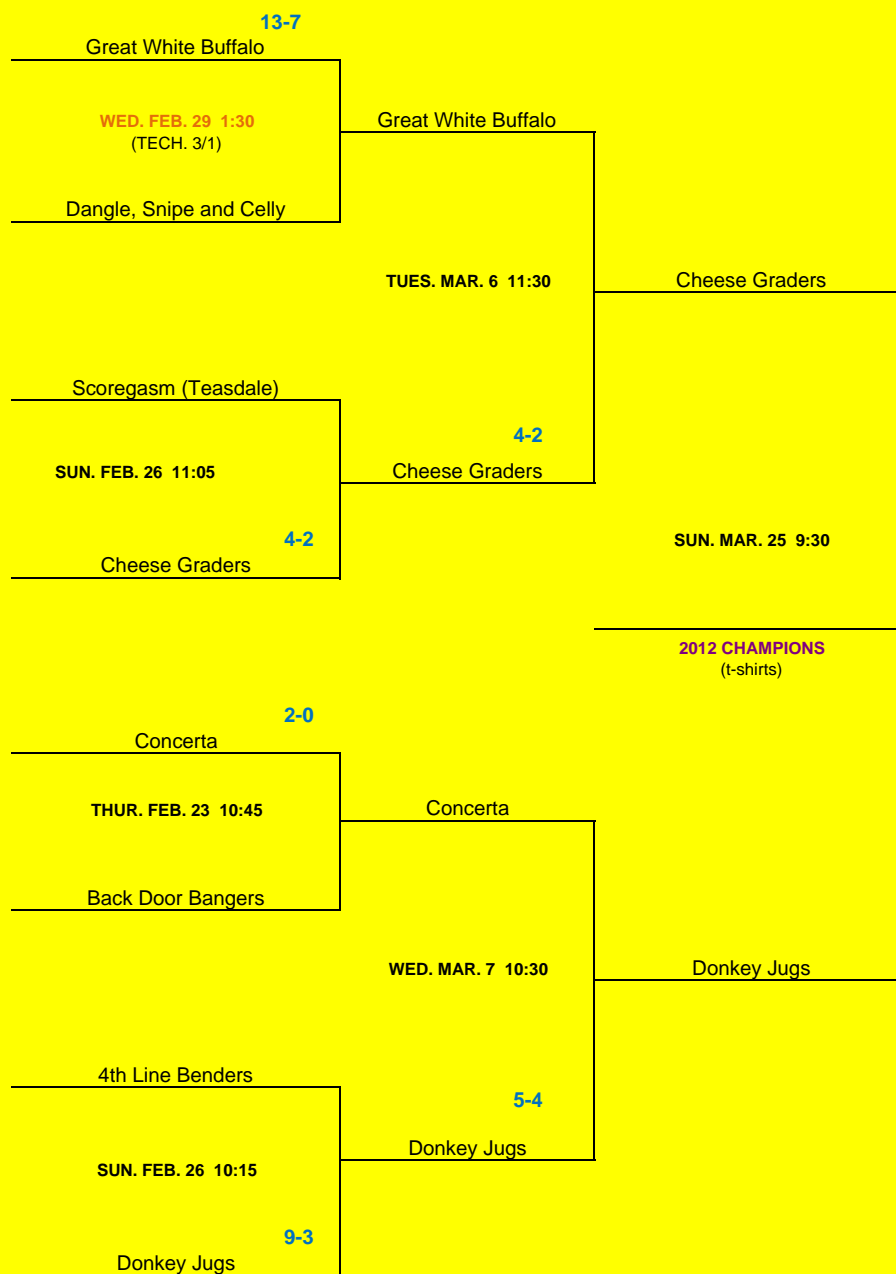 13-7
Great White Buffalo
WED. FEB. 29 1:30
(TECH. 3/1)
Great White Buffalo
Dangle, Snipe and Celly
TUES. MAR. 6 11:30
Cheese Graders
Scoregasm (Teasdale)
4-2
SUN. FEB. 26 11:05
Cheese Graders
4-2
Cheese Graders
SUN. MAR. 25 9:30
2012 CHAMPIONS
(t-shirts)
2-0
Concerta
THUR. FEB. 23 10:45
Concerta
Back Door Bangers
WED. MAR. 7 10:30
Donkey Jugs
4th Line Benders
5-4
Donkey Jugs
SUN. FEB. 26 10:15
9-3
Donkey Jugs